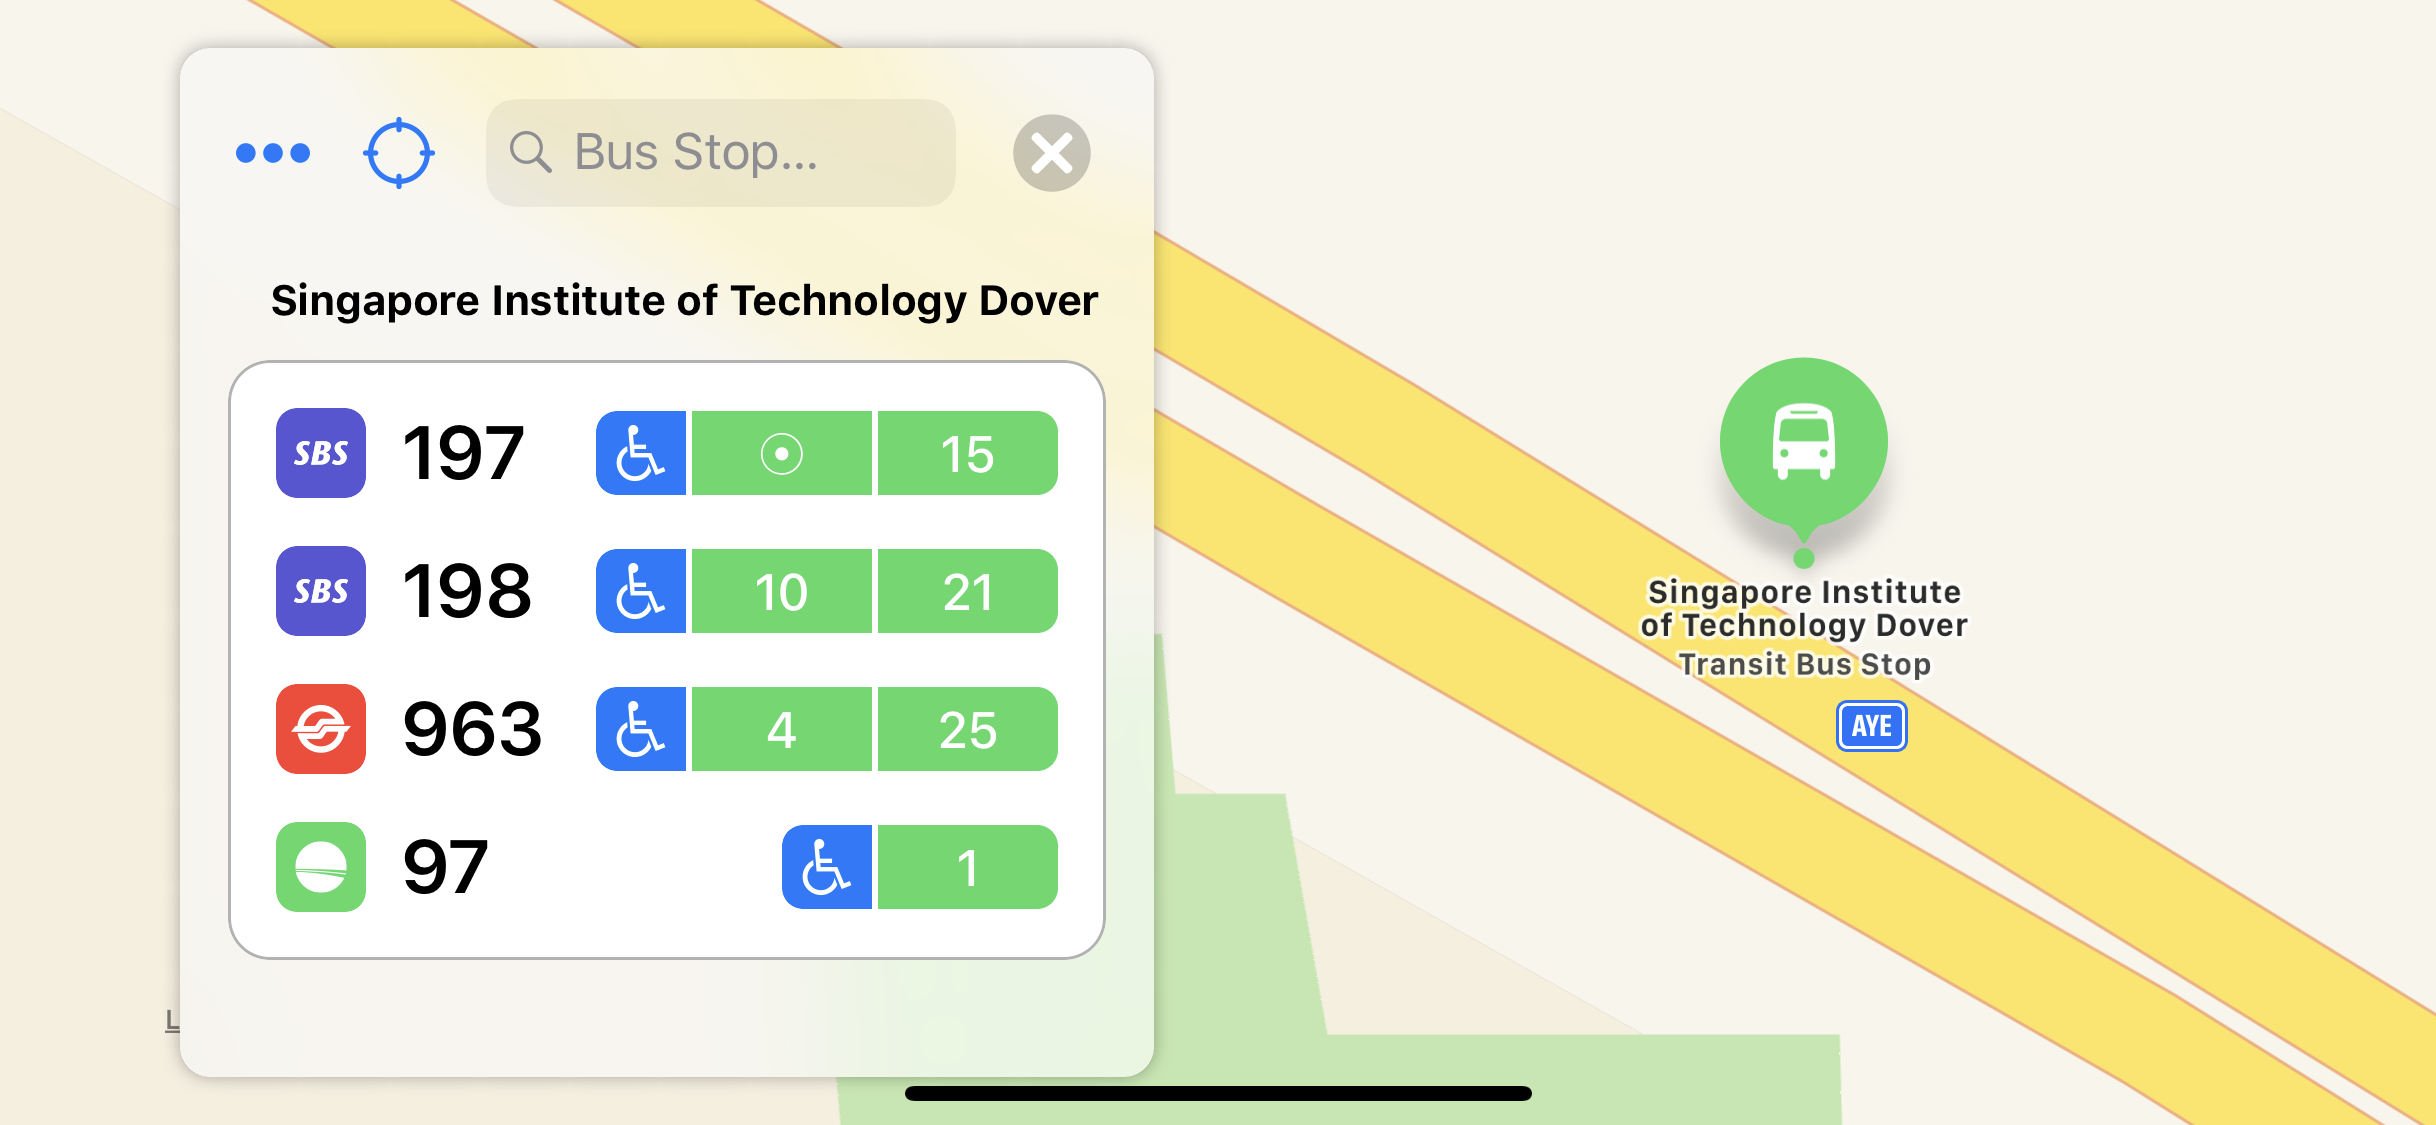 Bus Stop...
Singapore Institute of Technology Dover
SBS 197 15
SBS 198 10 21
963 4 25
97 1
Singapore Institute
of Technology Dover
Transit Bus Stop
AYE
L